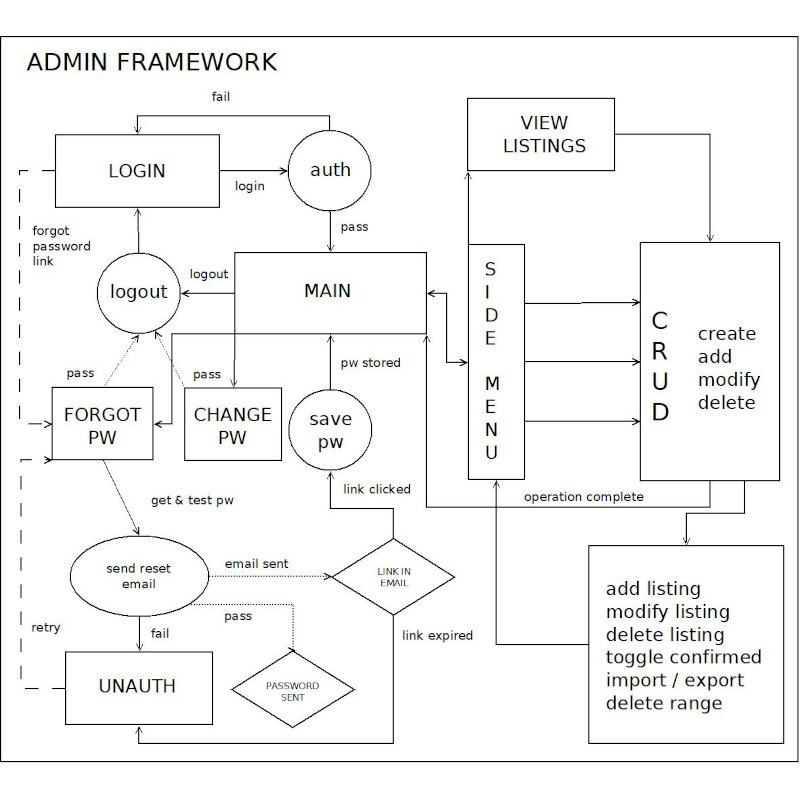 ADMIN FRAMEWORK
fail
LOGIN
login
auth
pass
forgot
password
link
logout
logout
MAIN
pass
pass
pw stored
FORGOT
PW
CHANGE
PW
save
pw
get & test pw
link clicked
send reset
email
email sent
LINK IN
EMAIL
pass
fail
retry
link expired
UNAUTH
PASSWORD
SENT
VIEW
LISTINGS
S
I
D
E
M
E
N
U
C
R
U
D
create
add
modify
delete
operation complete
add listing
modify listing
delete listing
toggle confirmed
import / export
delete range